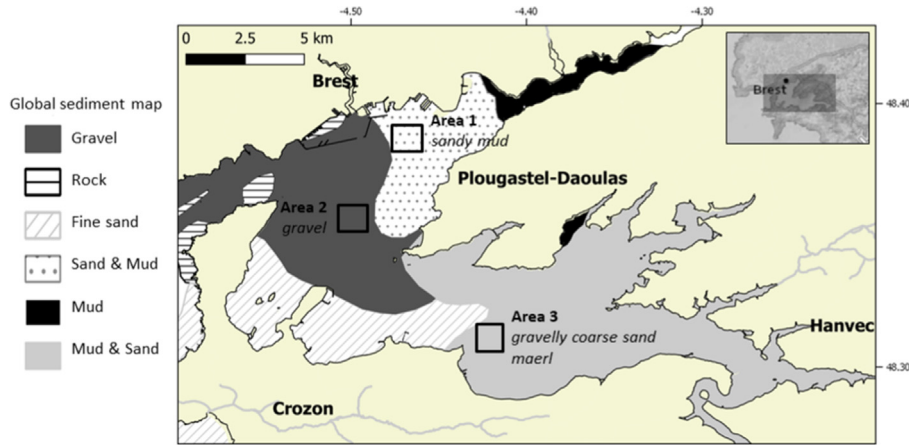 -4.50 -4.40 -4.30
0 2.5 5 km
Brest
Brest
Global sediment map
Gravel
Rock
Fine sand
Sand & Mud
Mud
Mud & Sand
Area 1
sandy mud
48.40
Plougastel-Daoulas
Area 2
gravel
Area 3
gravelly coarse sand
maerl
Hanvec
48.30
Crozon